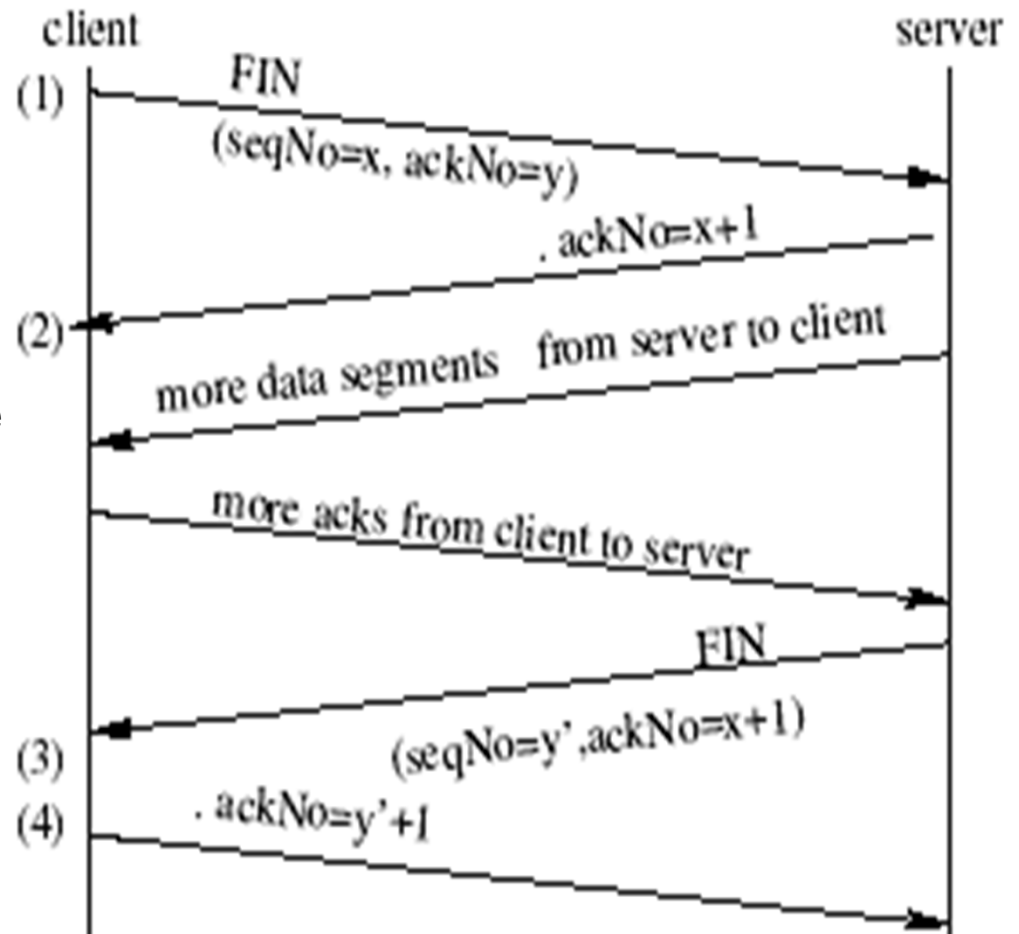 client
server
(1)
FIN
(seqNo=x, ackNo=y)
. ackNo=x+1
(2)
more data segments from server to client
more acks from client to server
FIN
(seqNo=y’,ackNo=x+1)
(3)
(4)
. ackNo=y’+1